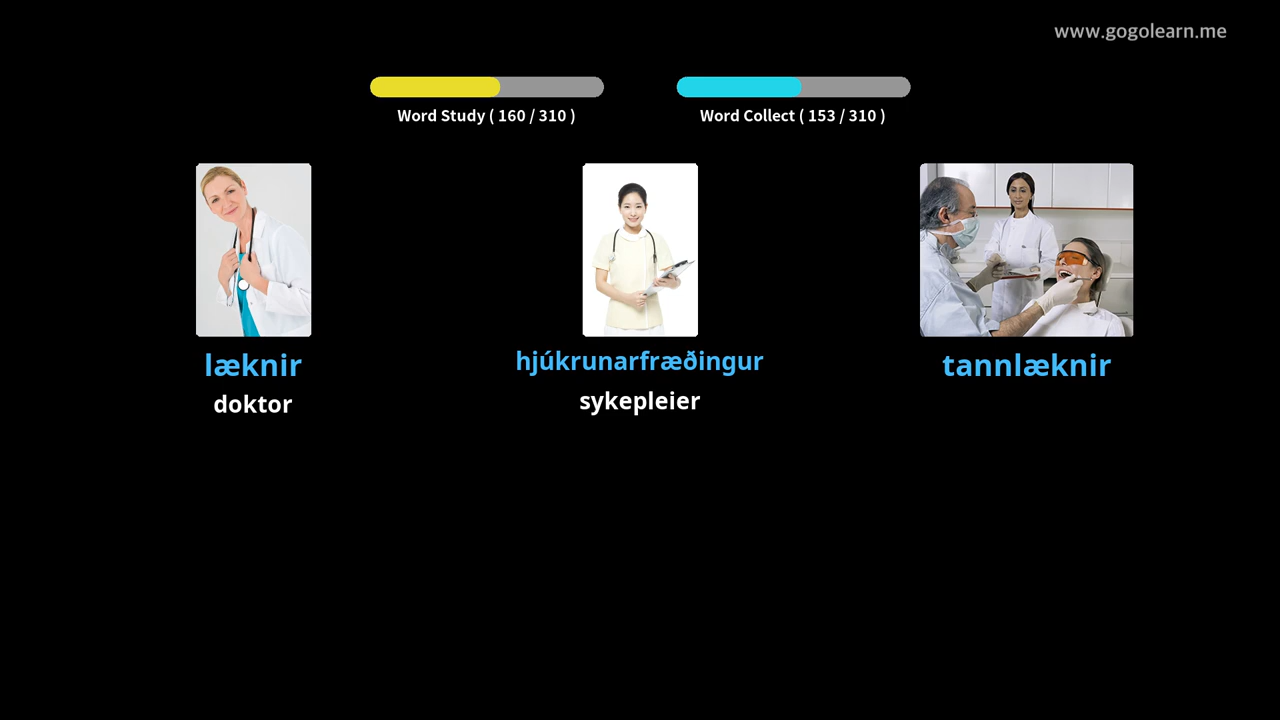 www.gogolearn.me
Word Study ( 160 / 310 )
Word Collect ( 153 / 310 )
læknir
hjúkrunarfræðingur
tannlæknir
doktor
sykepleier